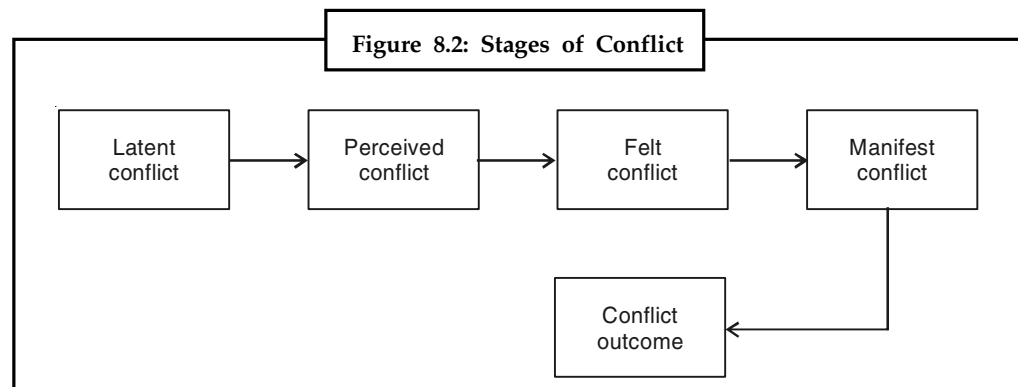 Figure 8.2: Stages of Conflict
Latent
conflict
Perceived
conflict
Felt
conflict
Manifest
conflict
Conflict
outcome